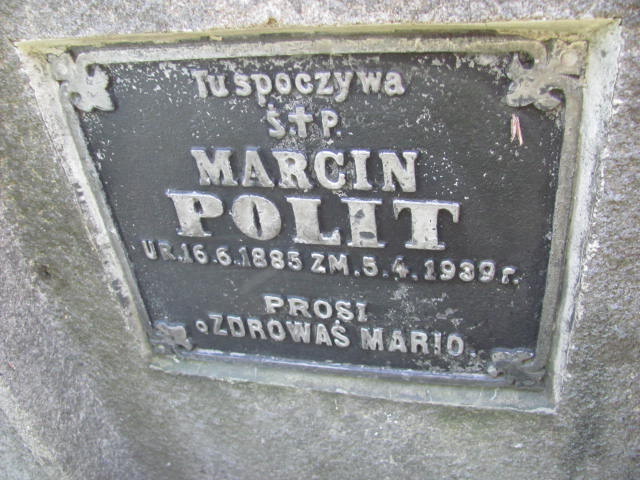 Tu spoczywa
Ś.†P.
MARCIN
POLIT
UR.16.6.1885 ZM.5.4.1939 r.
PROSI
o ZDROWAŚ MARIO.